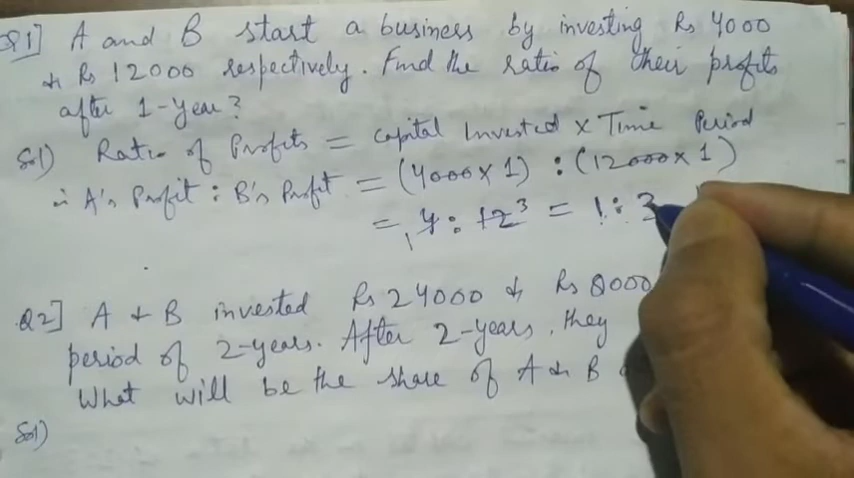 Q1] A and B start a business by investing Rs 4000
& Rs 12000 respectively. Find the ratio of their profits
after 1-year?
Sol) Ratio of Profits = Capital Invested × Time Period
∴ A's Profit : B's Profit = (4000 × 1) : (12000 × 1)
= 1 4 : 12 3 = 1 : 3
Q2] A & B invested Rs 24000 & Rs 8000
period of 2-years. After 2-years, they
What will be the share of A & B
Sol)